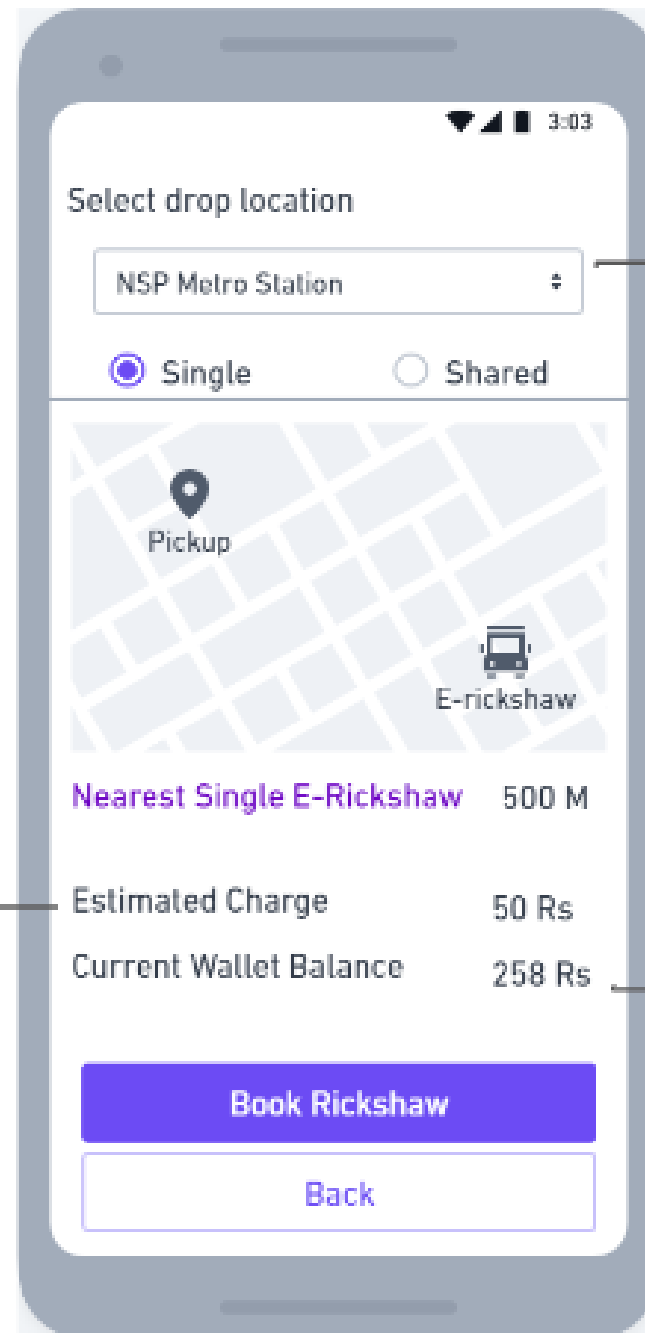 3:03
Select drop location
NSP Metro Station
Single Shared
Pickup
E-rickshaw
Nearest Single E-Rickshaw 500 M
Estimated Charge 50 Rs
Current Wallet Balance 258 Rs
Book Rickshaw
Back